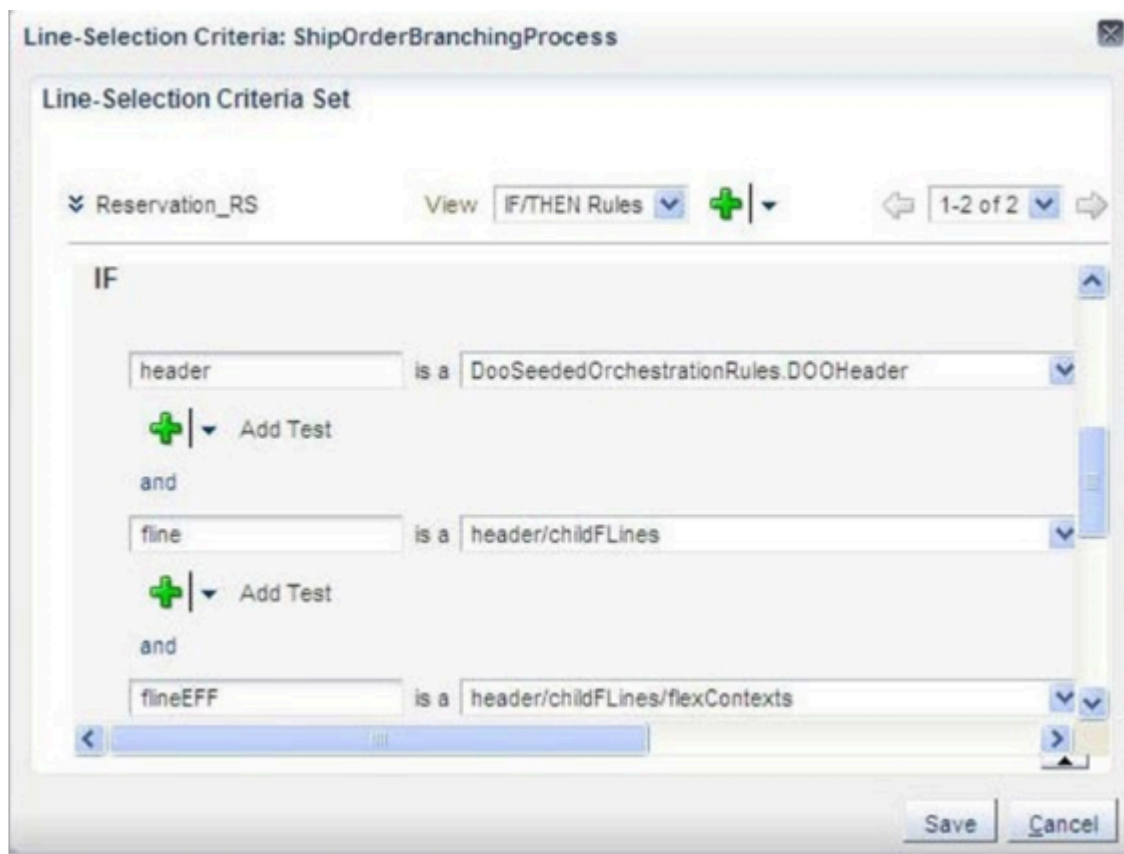 Line-Selection Criteria: ShipOrderBranchingProcess
Line-Selection Criteria Set
Reservation_RS View IF/THEN Rules 1-2 of 2
IF
header is a DooSeededOrchestrationRules.DOOHeader
Add Test
and
fline is a header/childFLines
Add Test
and
flineEFF is a header/childFLines/flexContexts
Save Cancel